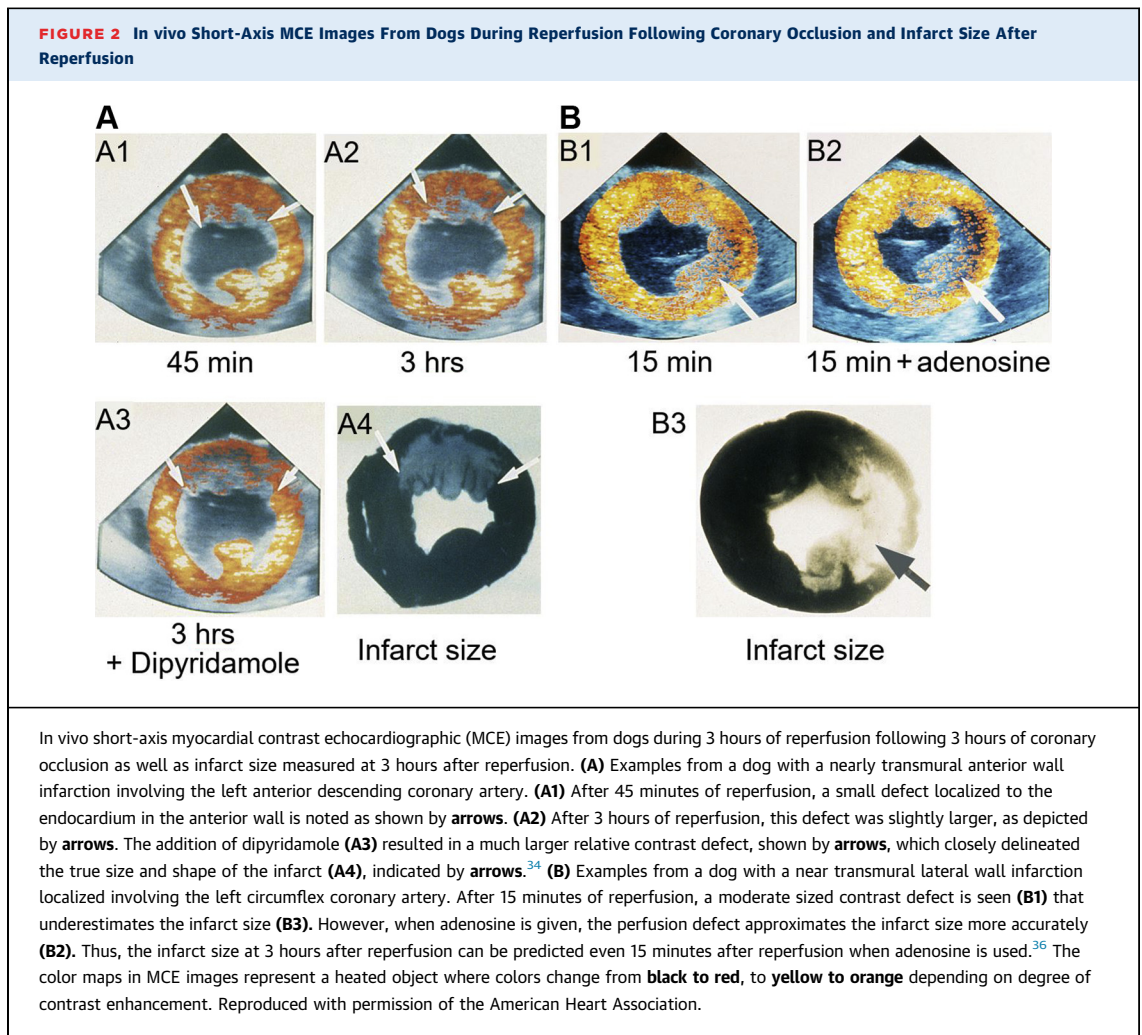 FIGURE 2 In vivo Short-Axis MCE Images From Dogs During Reperfusion Following Coronary Occlusion and Infarct Size After
Reperfusion
A
B
A1
A2
B1
B2
45 min
3 hrs
15 min
15 min + adenosine
A3
A4
B3
3 hrs
+ Dipyridamole
Infarct size
Infarct size
In vivo short-axis myocardial contrast echocardiographic (MCE) images from dogs during 3 hours of reperfusion following 3 hours of coronary
occlusion as well as infarct size measured at 3 hours after reperfusion. (A) Examples from a dog with a nearly transmural anterior wall
infarction involving the left anterior descending coronary artery. (A1) After 45 minutes of reperfusion, a small defect localized to the
endocardium in the anterior wall is noted as shown by arrows. (A2) After 3 hours of reperfusion, this defect was slightly larger, as depicted
by arrows. The addition of dipyridamole (A3) resulted in a much larger relative contrast defect, shown by arrows, which closely delineated
the true size and shape of the infarct (A4), indicated by arrows.34 (B) Examples from a dog with a near transmural lateral wall infarction
localized involving the left circumflex coronary artery. After 15 minutes of reperfusion, a moderate sized contrast defect is seen (B1) that
underestimates the infarct size (B3). However, when adenosine is given, the perfusion defect approximates the infarct size more accurately
(B2). Thus, the infarct size at 3 hours after reperfusion can be predicted even 15 minutes after reperfusion when adenosine is used.36 The
color maps in MCE images represent a heated object where colors change from black to red, to yellow to orange depending on degree of
contrast enhancement. Reproduced with permission of the American Heart Association.